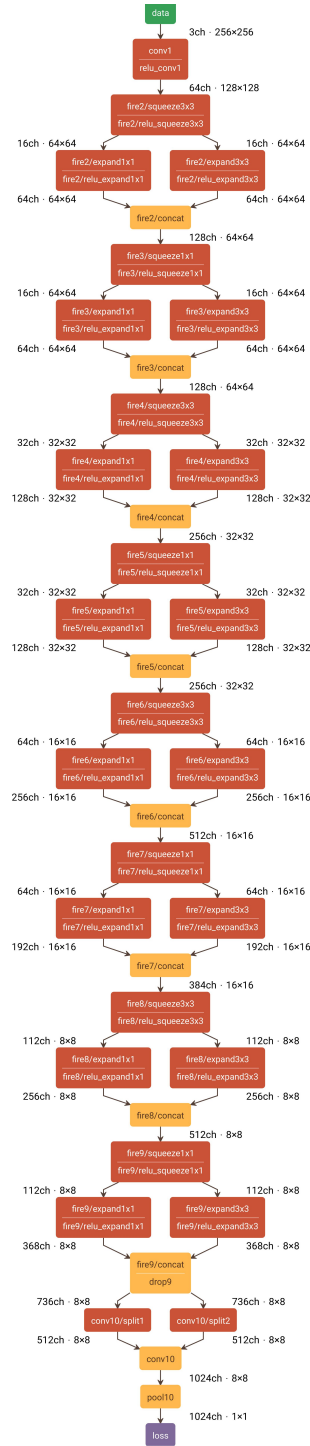 data
3ch · 256×256
conv1
relu_conv1
64ch · 128×128
fire2/squeeze3x3
fire2/relu_squeeze3x3
16ch · 64×64 16ch · 64×64
fire2/expand1x1 fire2/expand3x3
fire2/relu_expand1x1 fire2/relu_expand3x3
64ch · 64×64 64ch · 64×64
fire2/concat
128ch · 64×64
fire3/squeeze1x1
fire3/relu_squeeze1x1
16ch · 64×64 16ch · 64×64
fire3/expand1x1 fire3/expand3x3
fire3/relu_expand1x1 fire3/relu_expand3x3
64ch · 64×64 64ch · 64×64
fire3/concat
128ch · 64×64
fire4/squeeze3x3
fire4/relu_squeeze3x3
32ch · 32×32 32ch · 32×32
fire4/expand1x1 fire4/expand3x3
fire4/relu_expand1x1 fire4/relu_expand3x3
128ch · 32×32 128ch · 32×32
fire4/concat
256ch · 32×32
fire5/squeeze1x1
fire5/relu_squeeze1x1
32ch · 32×32 32ch · 32×32
fire5/expand1x1 fire5/expand3x3
fire5/relu_expand1x1 fire5/relu_expand3x3
128ch · 32×32 128ch · 32×32
fire5/concat
256ch · 32×32
fire6/squeeze3x3
fire6/relu_squeeze3x3
64ch · 16×16 64ch · 16×16
fire6/expand1x1 fire6/expand3x3
fire6/relu_expand1x1 fire6/relu_expand3x3
256ch · 16×16 256ch · 16×16
fire6/concat
512ch · 16×16
fire7/squeeze1x1
fire7/relu_squeeze1x1
64ch · 16×16 64ch · 16×16
fire7/expand1x1 fire7/expand3x3
fire7/relu_expand1x1 fire7/relu_expand3x3
192ch · 16×16 192ch · 16×16
fire7/concat
384ch · 16×16
fire8/squeeze3x3
fire8/relu_squeeze3x3
112ch · 8×8 112ch · 8×8
fire8/expand1x1 fire8/expand3x3
fire8/relu_expand1x1 fire8/relu_expand3x3
256ch · 8×8 256ch · 8×8
fire8/concat
512ch · 8×8
fire9/squeeze1x1
fire9/relu_squeeze1x1
112ch · 8×8 112ch · 8×8
fire9/expand1x1 fire9/expand3x3
fire9/relu_expand1x1 fire9/relu_expand3x3
368ch · 8×8 368ch · 8×8
fire9/concat
drop9
736ch · 8×8 736ch · 8×8
conv10/split1 conv10/split2
512ch · 8×8 512ch · 8×8
conv10
1024ch · 8×8
pool10
1024ch · 1×1
loss